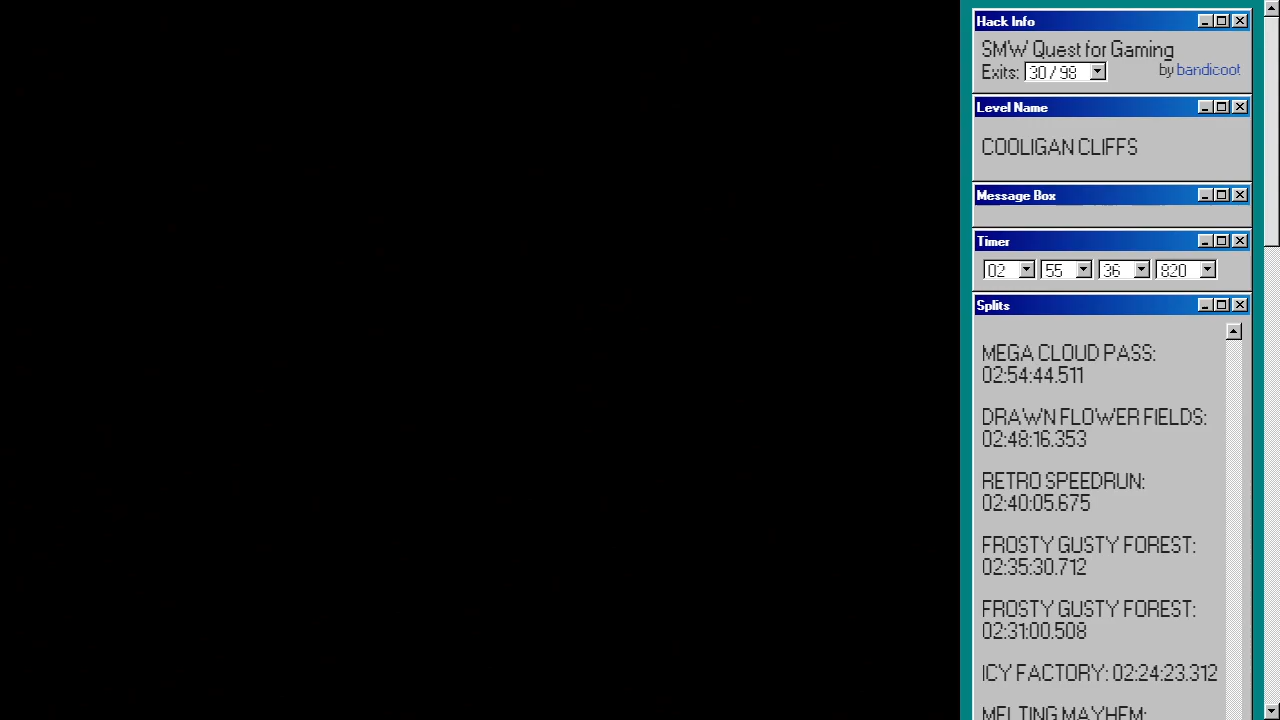 Hack Info
SMW Quest for Gaming
Exits: 30 / 98
by bandicoot
Level Name
COOLIGAN CLIFFS
Message Box
Timer
02 55 36 820
Splits
MEGA CLOUD PASS:
02:54:44.511
DRAWN FLOWER FIELDS:
02:48:16.353
RETRO SPEEDRUN:
02:40:05.675
FROSTY GUSTY FOREST:
02:35:30.712
FROSTY GUSTY FOREST:
02:31:00.508
ICY FACTORY: 02:24:23.312
MELTING MAYHEM: